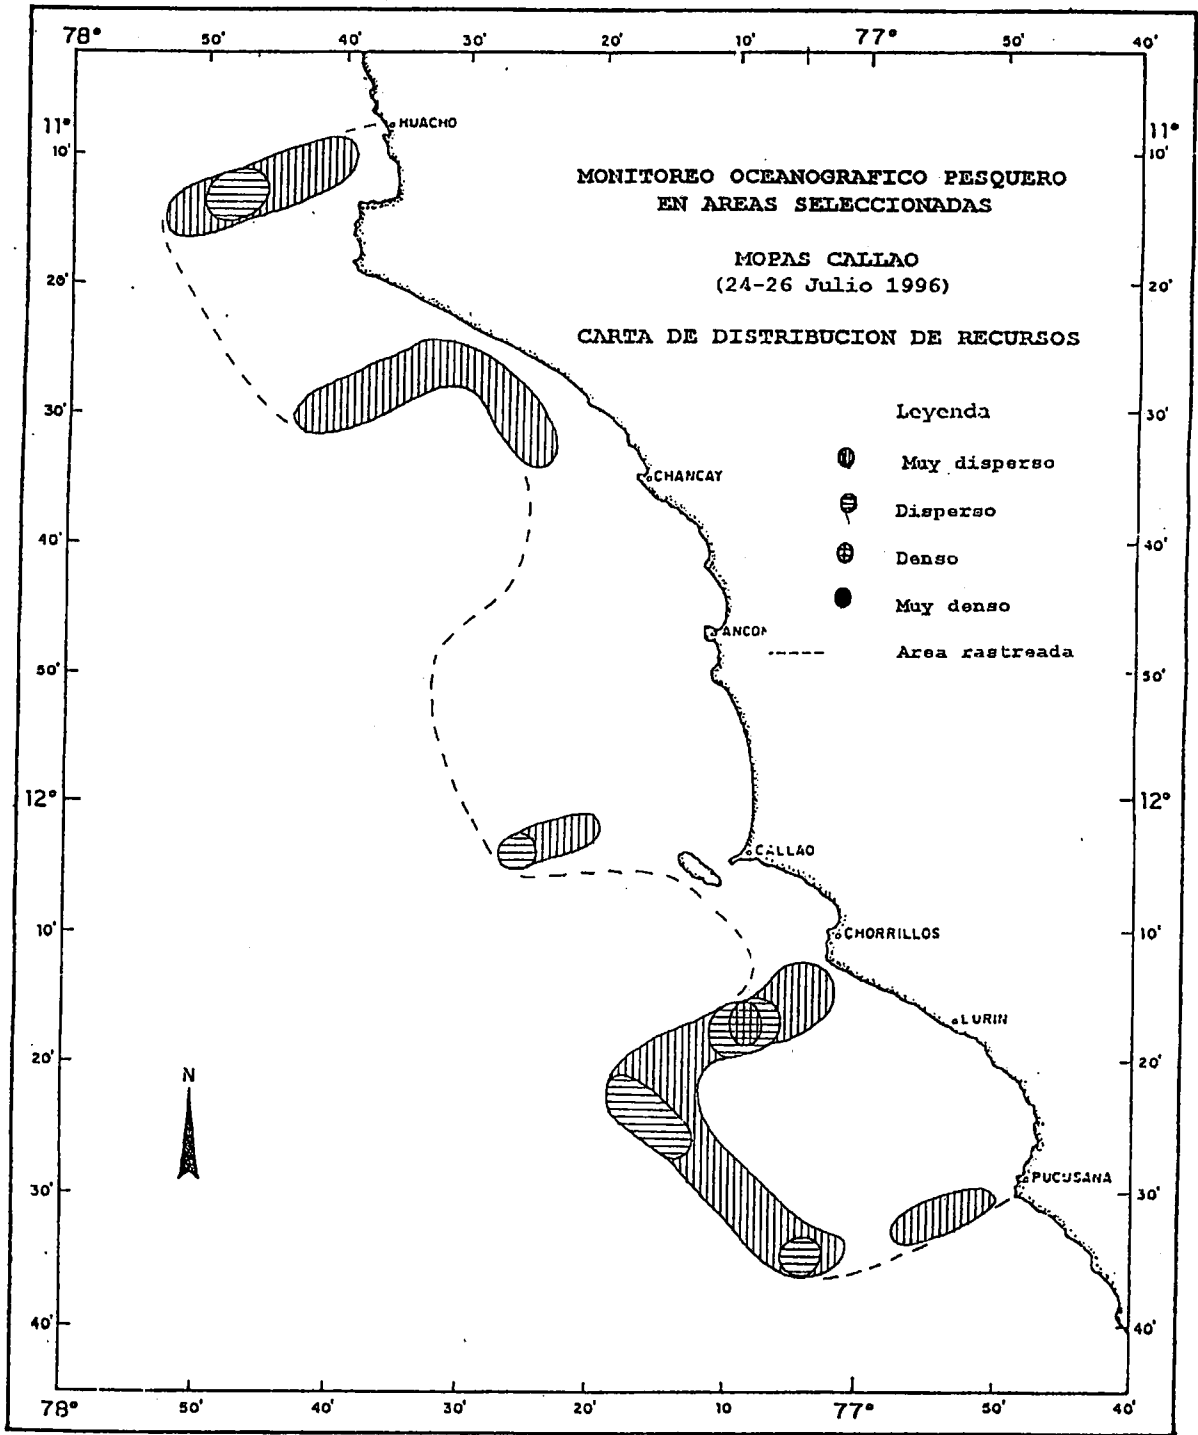 78° 50' 40' 30' 20' 10' 77° 50' 40'
11°
11°
10'
10'
HUACHO
MONITOREO OCEANOGRAFICO PESQUERO
EN AREAS SELECCIONADAS
MOPAS CALLAO
(24-26 Julio 1996)
CARTA DE DISTRIBUCION DE RECURSOS
20'
20'
30'
30'
Leyenda
Muy disperso
Disperso
Denso
Muy denso
Area rastreada
CHANCAY
40'
40'
ANCON
50'
50'
12°
12°
CALLAO
10'
10'
CHORRILLOS
LURIN
20'
20'
N
PUCUSANA
30'
30'
40'
40'
78° 50' 40' 30' 20' 10' 77° 50' 40'